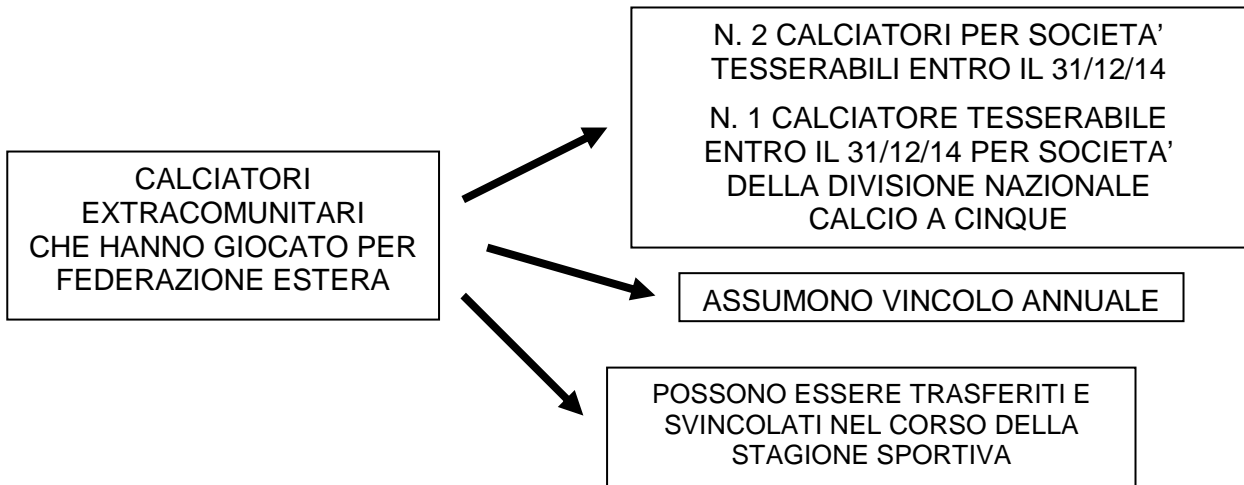 CALCIATORI
EXTRACOMUNITARI
CHE HANNO GIOCATO PER
FEDERAZIONE ESTERA
N. 2 CALCIATORI PER SOCIETA'
TESSERABILI ENTRO IL 31/12/14
N. 1 CALCIATORE TESSERABILE
ENTRO IL 31/12/14 PER SOCIETA'
DELLA DIVISIONE NAZIONALE
CALCIO A CINQUE
ASSUMONO VINCOLO ANNUALE
POSSONO ESSERE TRASFERITI E
SVINCOLATI NEL CORSO DELLA
STAGIONE SPORTIVA